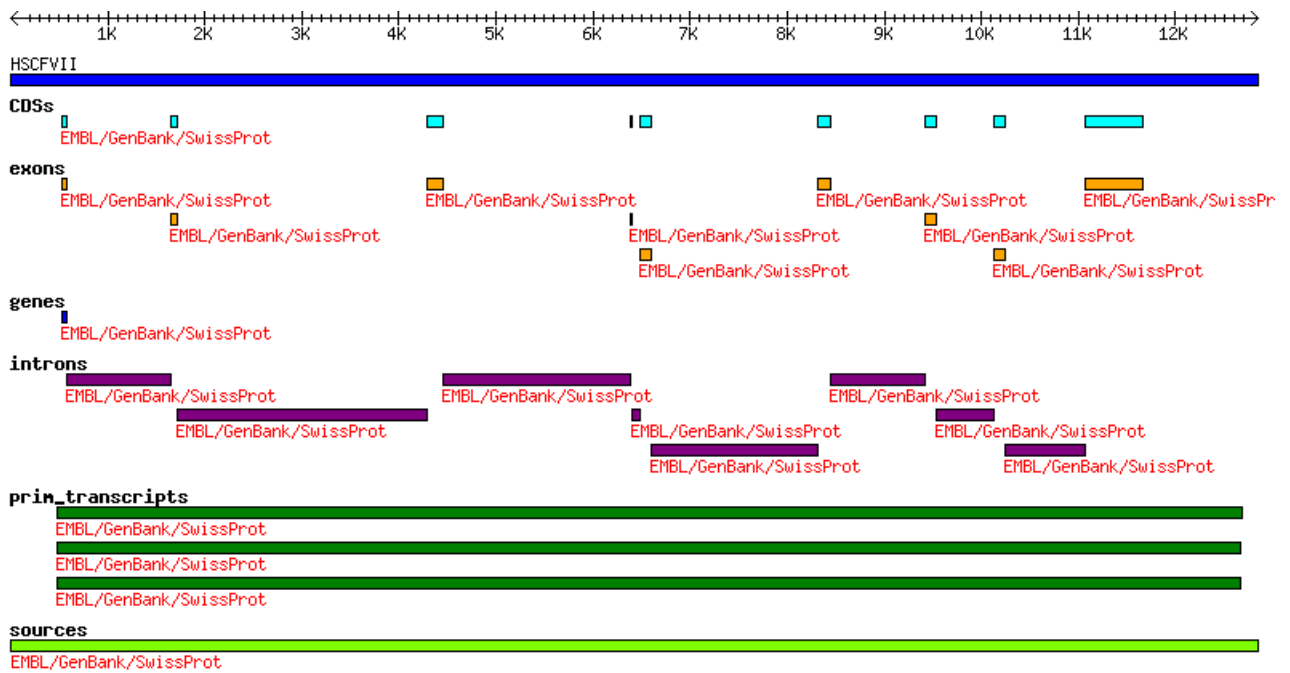 1K 2K 3K 4K 5K 6K 7K 8K 9K 10K 11K 12K
HSCFVII
CDSs
EMBL/GenBank/SwissProt
exons
EMBL/GenBank/SwissProt EMBL/GenBank/SwissProt EMBL/GenBank/SwissProt EMBL/GenBank/SwissPr
EMBL/GenBank/SwissProt EMBL/GenBank/SwissProt EMBL/GenBank/SwissProt
EMBL/GenBank/SwissProt EMBL/GenBank/SwissProt
genes
EMBL/GenBank/SwissProt
introns
EMBL/GenBank/SwissProt EMBL/GenBank/SwissProt EMBL/GenBank/SwissProt
EMBL/GenBank/SwissProt EMBL/GenBank/SwissProt EMBL/GenBank/SwissProt
EMBL/GenBank/SwissProt EMBL/GenBank/SwissProt
prim_transcripts
EMBL/GenBank/SwissProt
EMBL/GenBank/SwissProt
EMBL/GenBank/SwissProt
sources
EMBL/GenBank/SwissProt